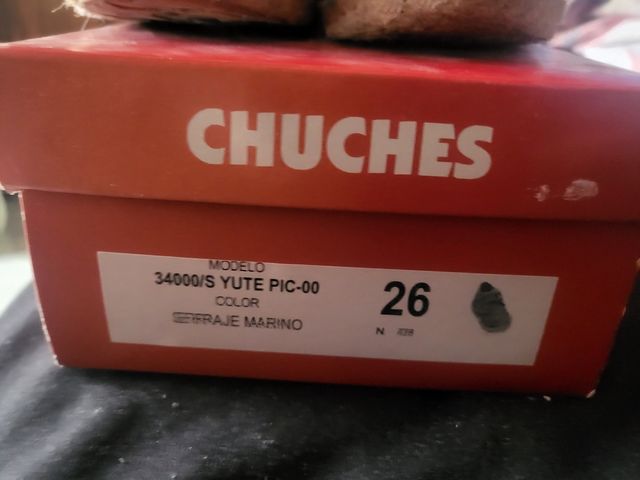 CHUCHES
MODELO
34000/S YUTE PIC-00
COLOR
MARINO
26
N